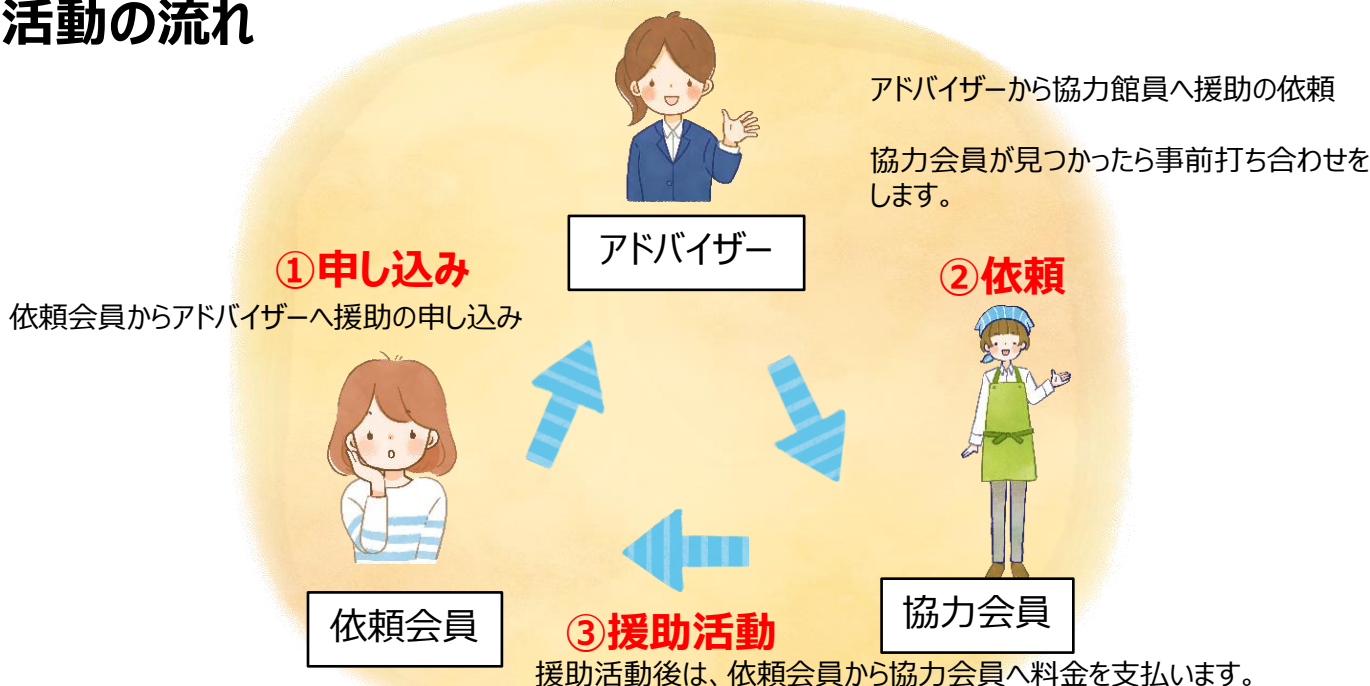 活動の流れ
アドバイザーから協力館員へ援助の依頼
協力会員が見つかったら事前打ち合わせを
します。
アドバイザー
①申し込み
依頼会員からアドバイザーへ援助の申し込み
②依頼
依頼会員
③援助活動
協力会員
援助活動後は、依頼会員から協力会員へ料金を支払います。